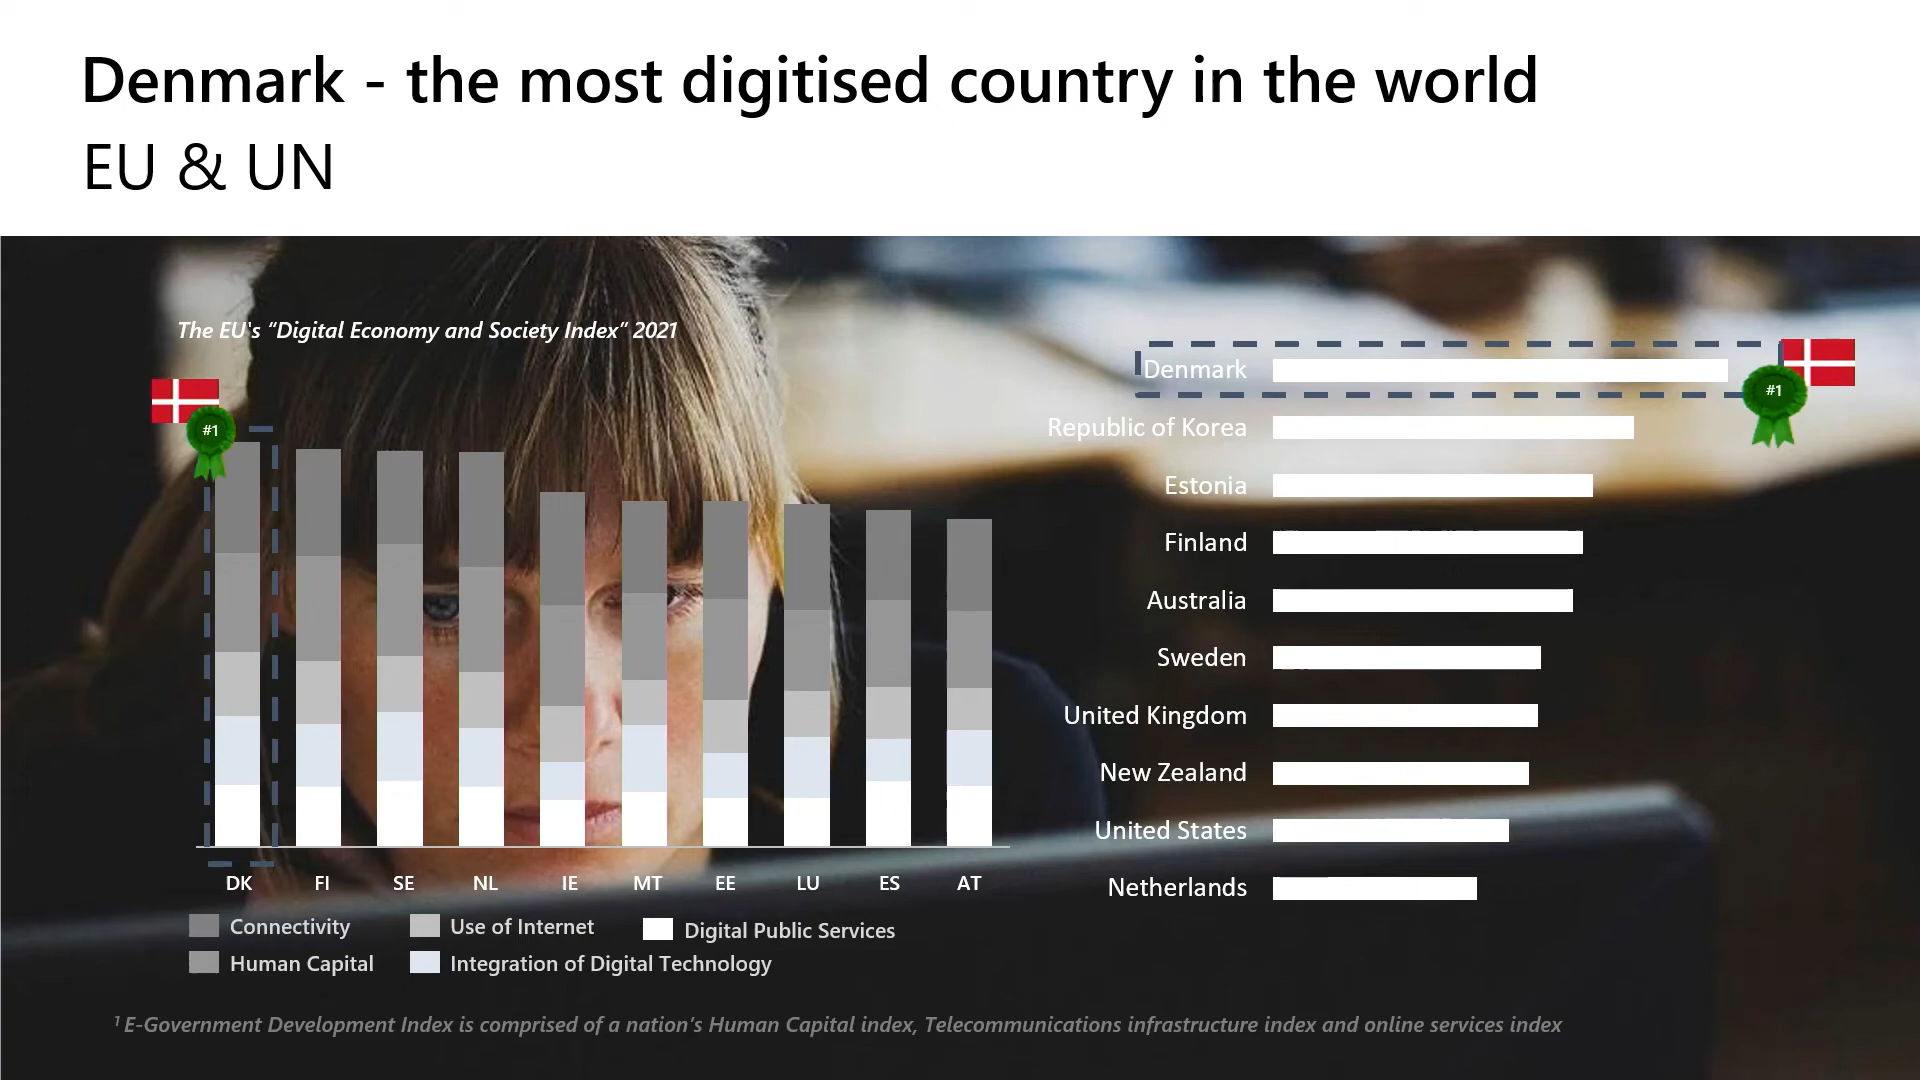 Denmark - the most digitised country in the world
EU & UN
The EU's “Digital Economy and Society Index” 2021
#1
DK FI SE NL IE MT EE LU ES AT
Connectivity
Use of Internet
Digital Public Services
Human Capital
Integration of Digital Technology
Denmark
#1
Republic of Korea
Estonia
Finland
Australia
Sweden
United Kingdom
New Zealand
United States
Netherlands
¹ E-Government Development Index is comprised of a nation’s Human Capital index, Telecommunications infrastructure index and online services index